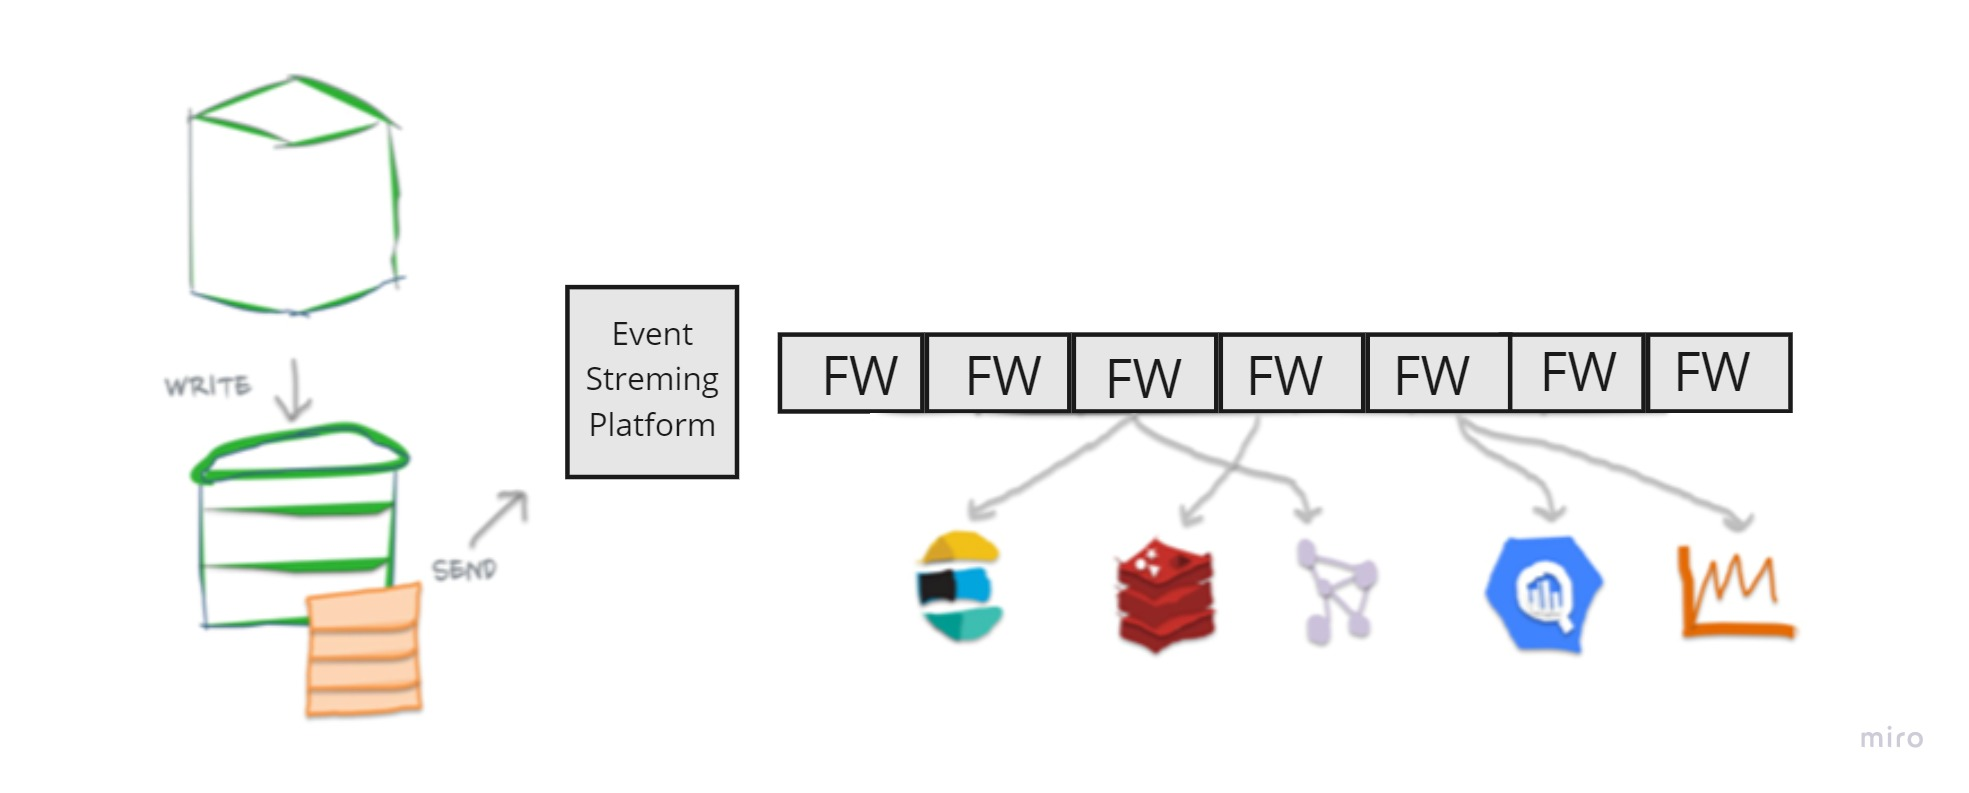 WRITE
SEND
Event
Streming
Platform
FW FW FW FW FW FW FW
miro